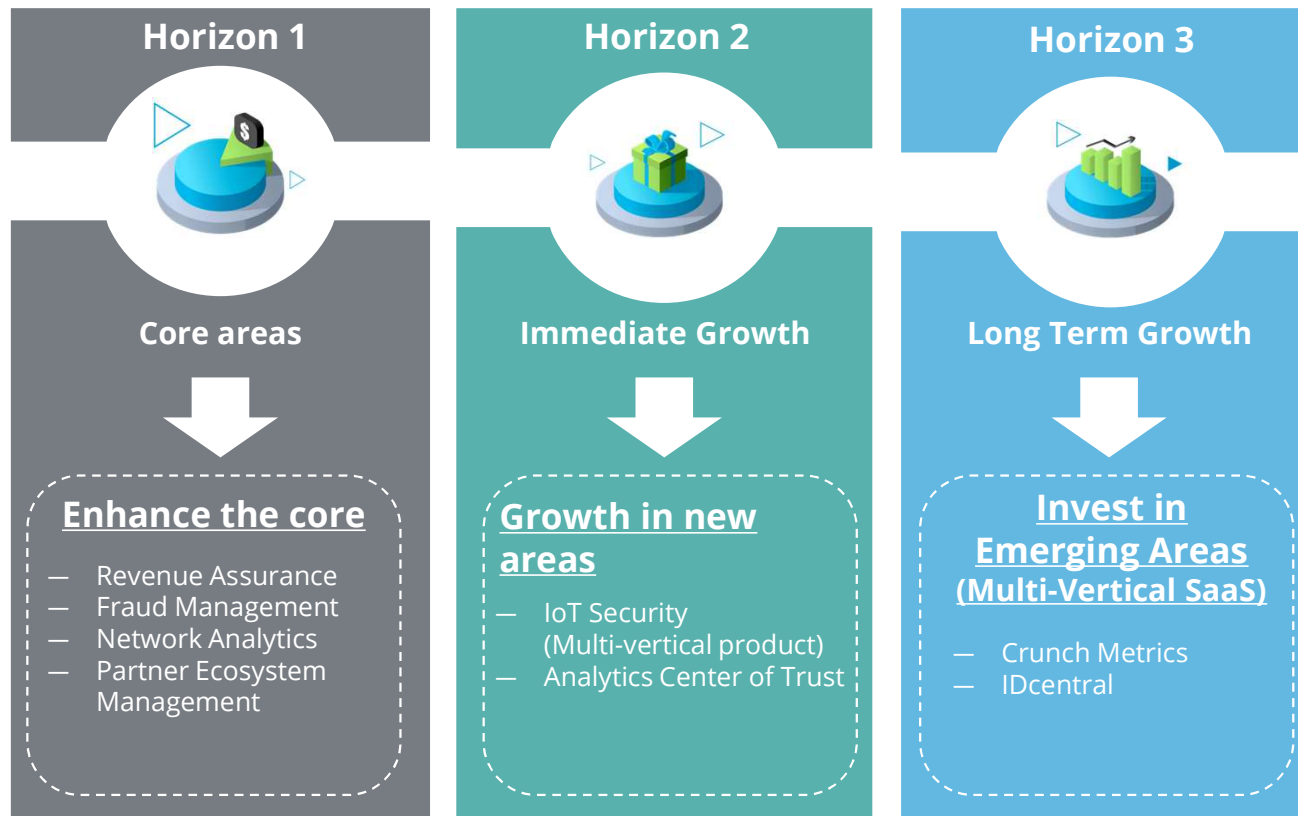 Horizon 1
Core areas
Enhance the core
— Revenue Assurance
— Fraud Management
— Network Analytics
— Partner Ecosystem
Management
Horizon 2
Immediate Growth
Growth in new
areas
— IoT Security
(Multi-vertical product)
— Analytics Center of Trust
Horizon 3
Long Term Growth
Invest in
Emerging Areas
(Multi-Vertical SaaS)
— Crunch Metrics
— IDcentral
$